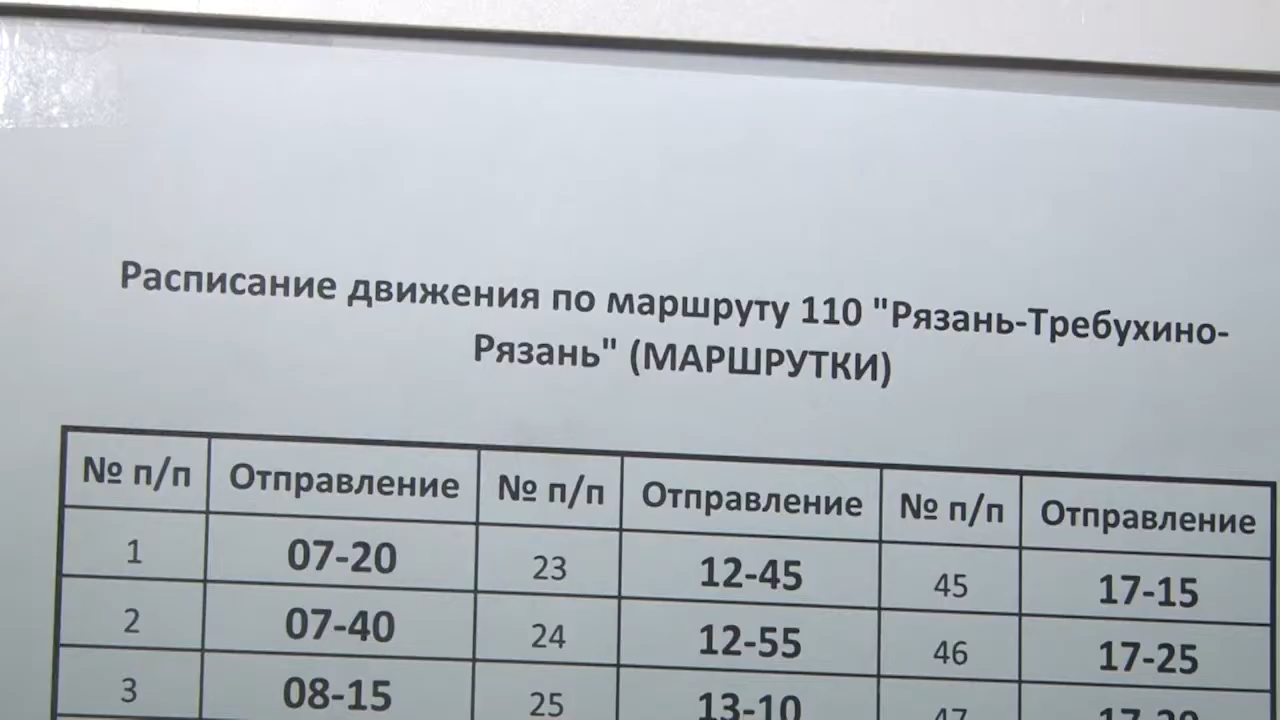 Расписание движения по маршруту 110 "Рязань-Требухино-
Рязань" (МАРШРУТКИ)
№ п/п Отправление № п/п Отправление № п/п Отправление
1 07-20 23 12-45 45 17-15
2 07-40 24 12-55 46 17-25
3 08-15 25 13-10 47